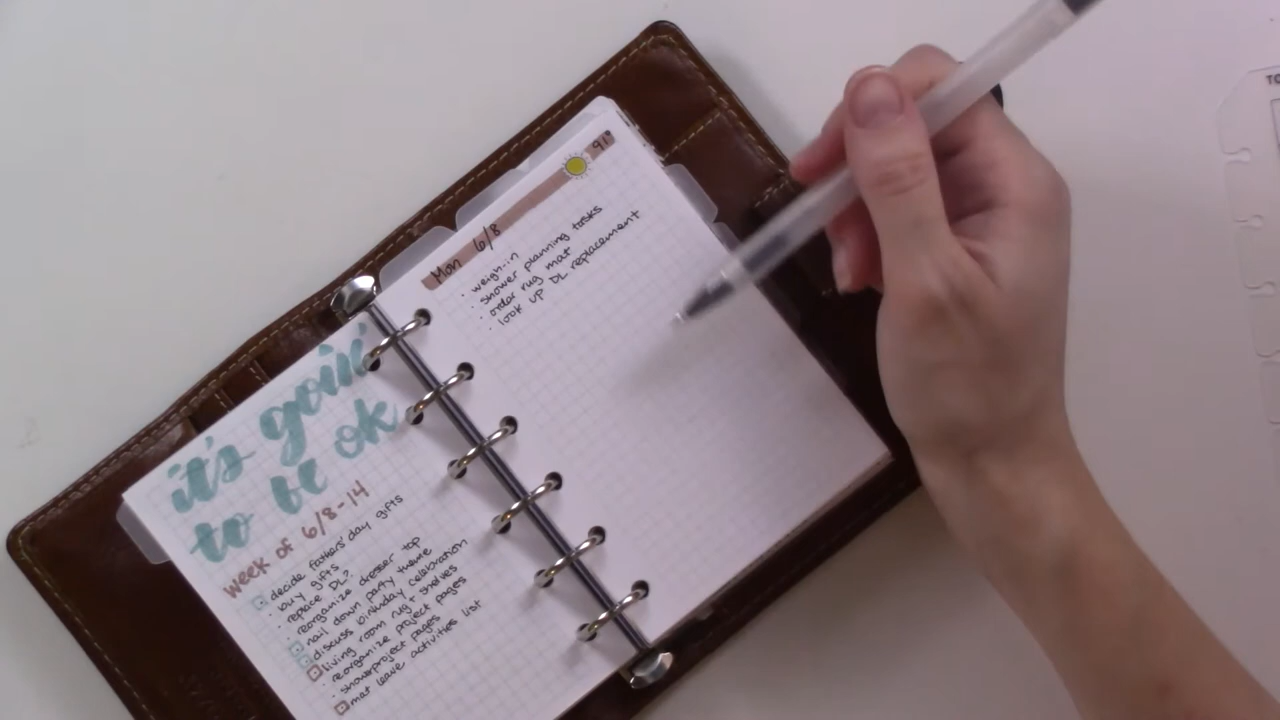 it's goin'
to be ok
week of 6/8-14
decide fathers' day gifts
· buy gifts
· replace DL?
· reorganize dresser top
nail down party theme
discuss birthday celebration
living room rug + shelves
· reorganize project pages
· shower project pages
mat leave activities list
Mon 6/8 91°
· weigh-in
· shower planning tasks
· order rug mat
· look up DL replacement
TO